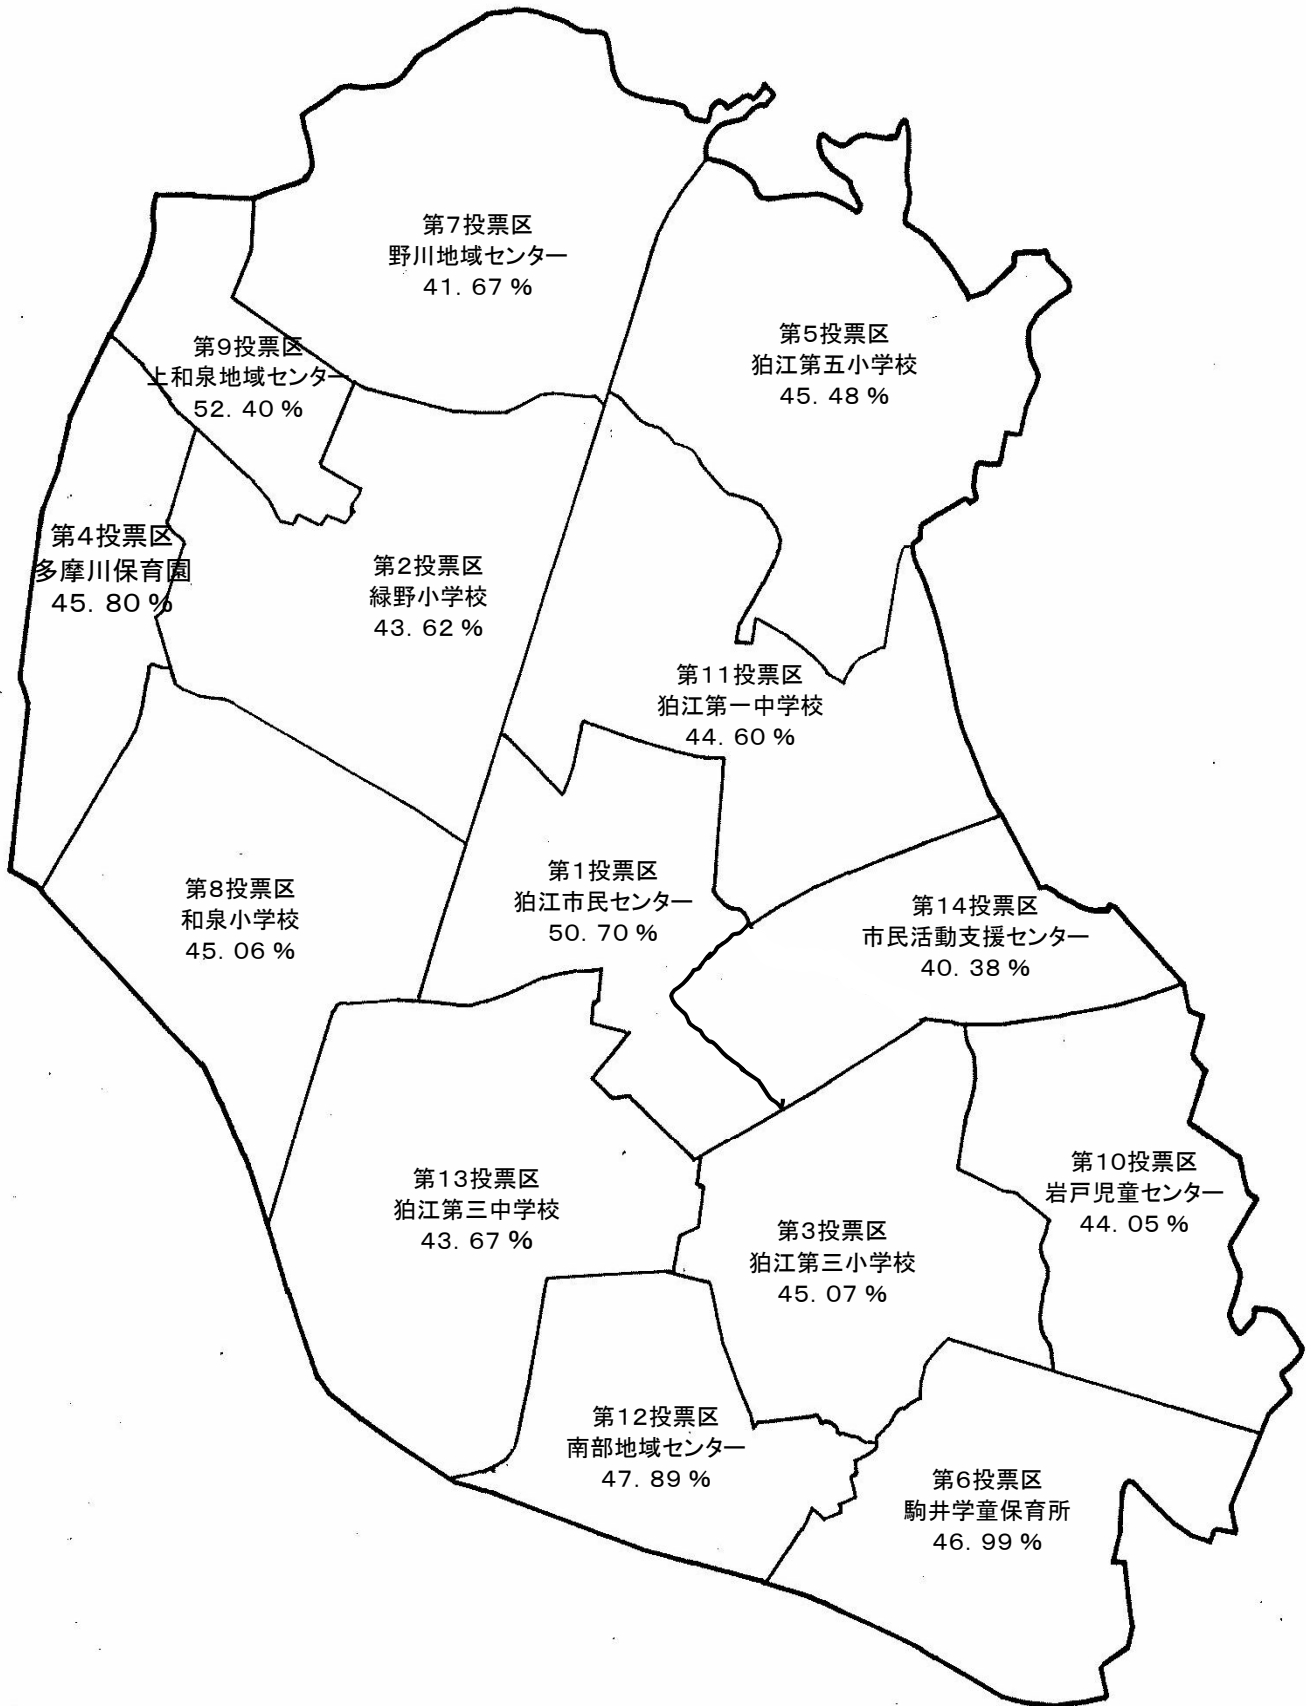 第7投票区
野川地域センター
41. 67 %
第5投票区
狛江第五小学校
45. 48 %
第9投票区
上和泉地域センター
52. 40 %
第4投票区
多摩川保育園
45. 80 %
第2投票区
緑野小学校
43. 62 %
第11投票区
狛江第一中学校
44. 60 %
第1投票区
狛江市民センター
50. 70 %
第8投票区
和泉小学校
45. 06 %
第14投票区
市民活動支援センター
40. 38 %
第13投票区
狛江第三中学校
43. 67 %
第10投票区
岩戸児童センター
44. 05 %
第3投票区
狛江第三小学校
45. 07 %
第12投票区
南部地域センター
47. 89 %
第6投票区
駒井学童保育所
46. 99 %